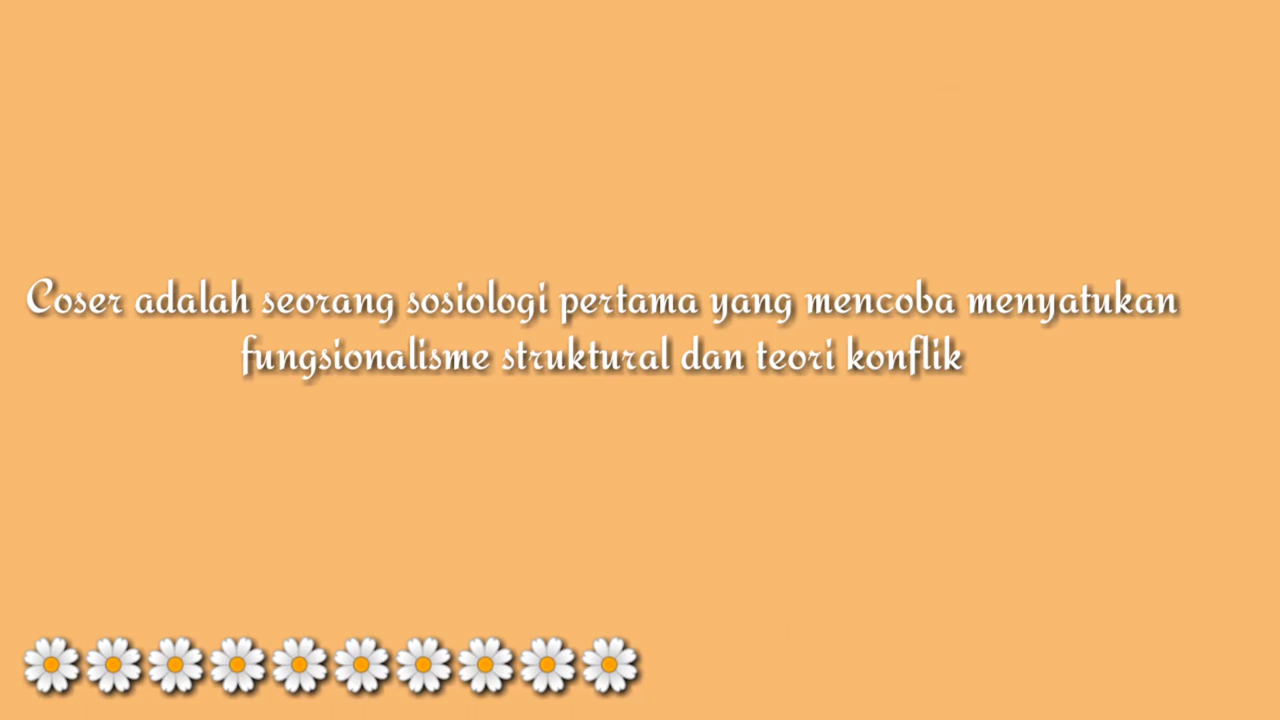 Coser adalah seorang sosiologi pertama yang mencoba menyatukan
fungsionalisme struktural dan teori konflik